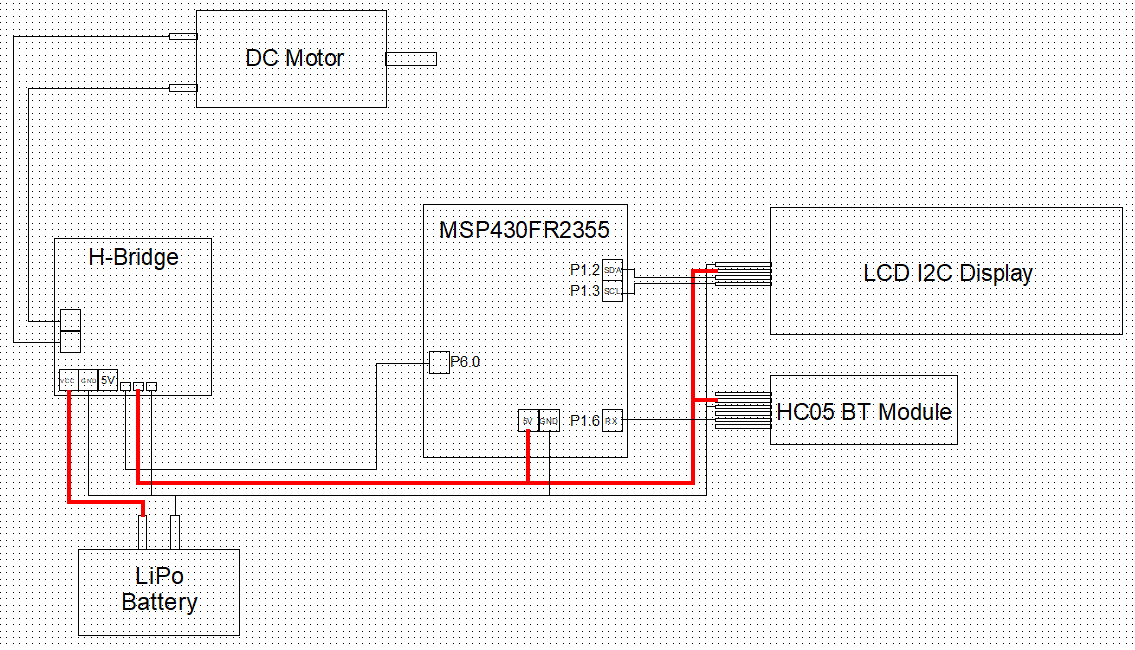 DC Motor
MSP430FR2355
H-Bridge
P1.2 SDA
P1.3 SCL
LCD I2C Display
P6.0
VCC GND 5V
5V GND P1.6 RX
HC05 BT Module
LiPo
Battery